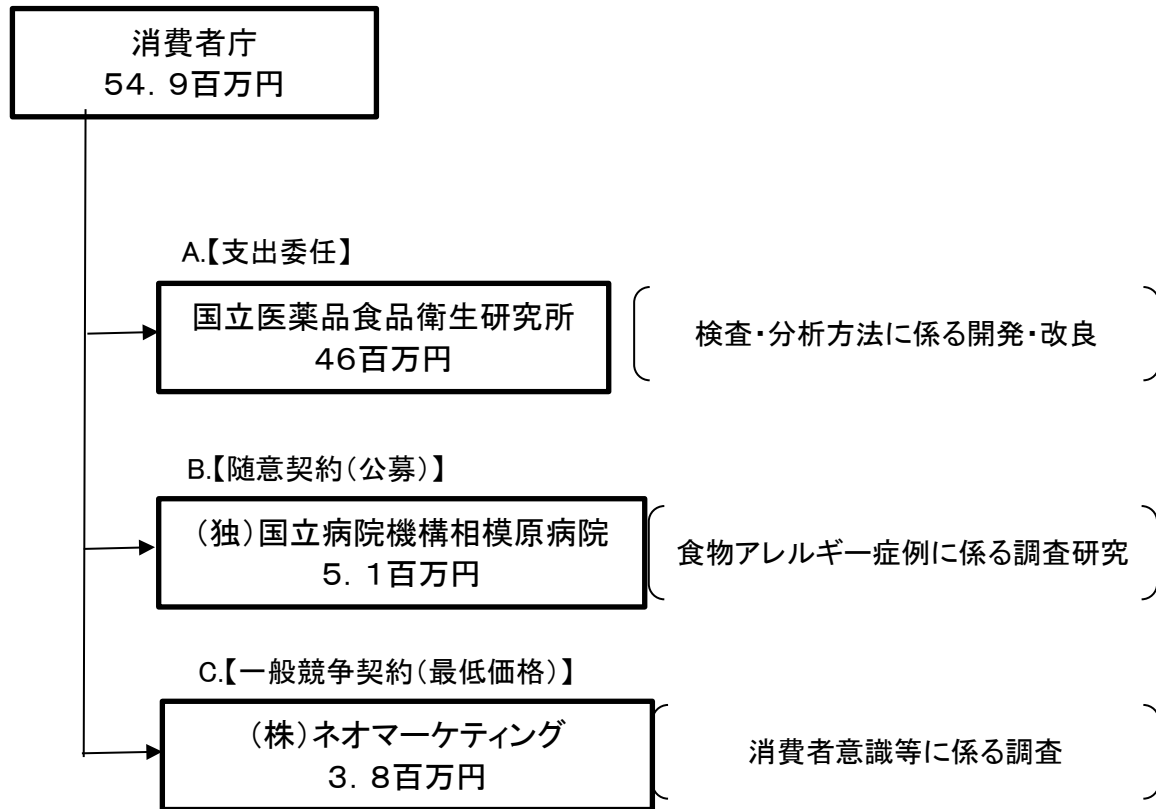 消費者庁
54．9百万円
A.【支出委任】
国立医薬品食品衛生研究所
46百万円
検査・分析方法に係る開発・改良
B.【随意契約（公募）】
（独）国立病院機構相模原病院
5．1百万円
食物アレルギー症例に係る調査研究
C.【一般競争契約（最低価格）】
（株）ネオマーケティング
3．8百万円
消費者意識等に係る調査